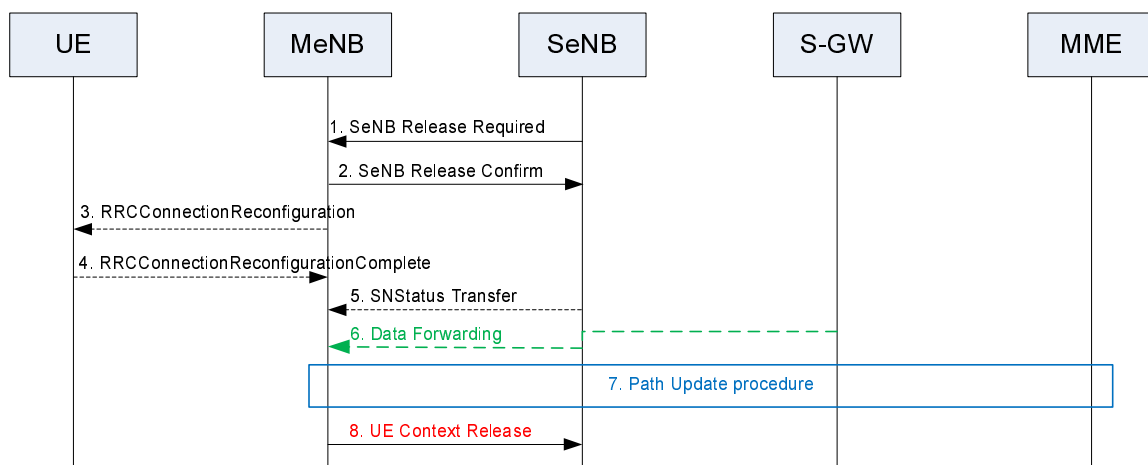 UE
MeNB
SeNB
S-GW
MME
1. SeNB Release Required
2. SeNB Release Confirm
3. RRCConnectionReconfiguration
4. RRCConnectionReconfigurationComplete
5. SNStatus Transfer
6. Data Forwarding
7. Path Update procedure
8. UE Context Release